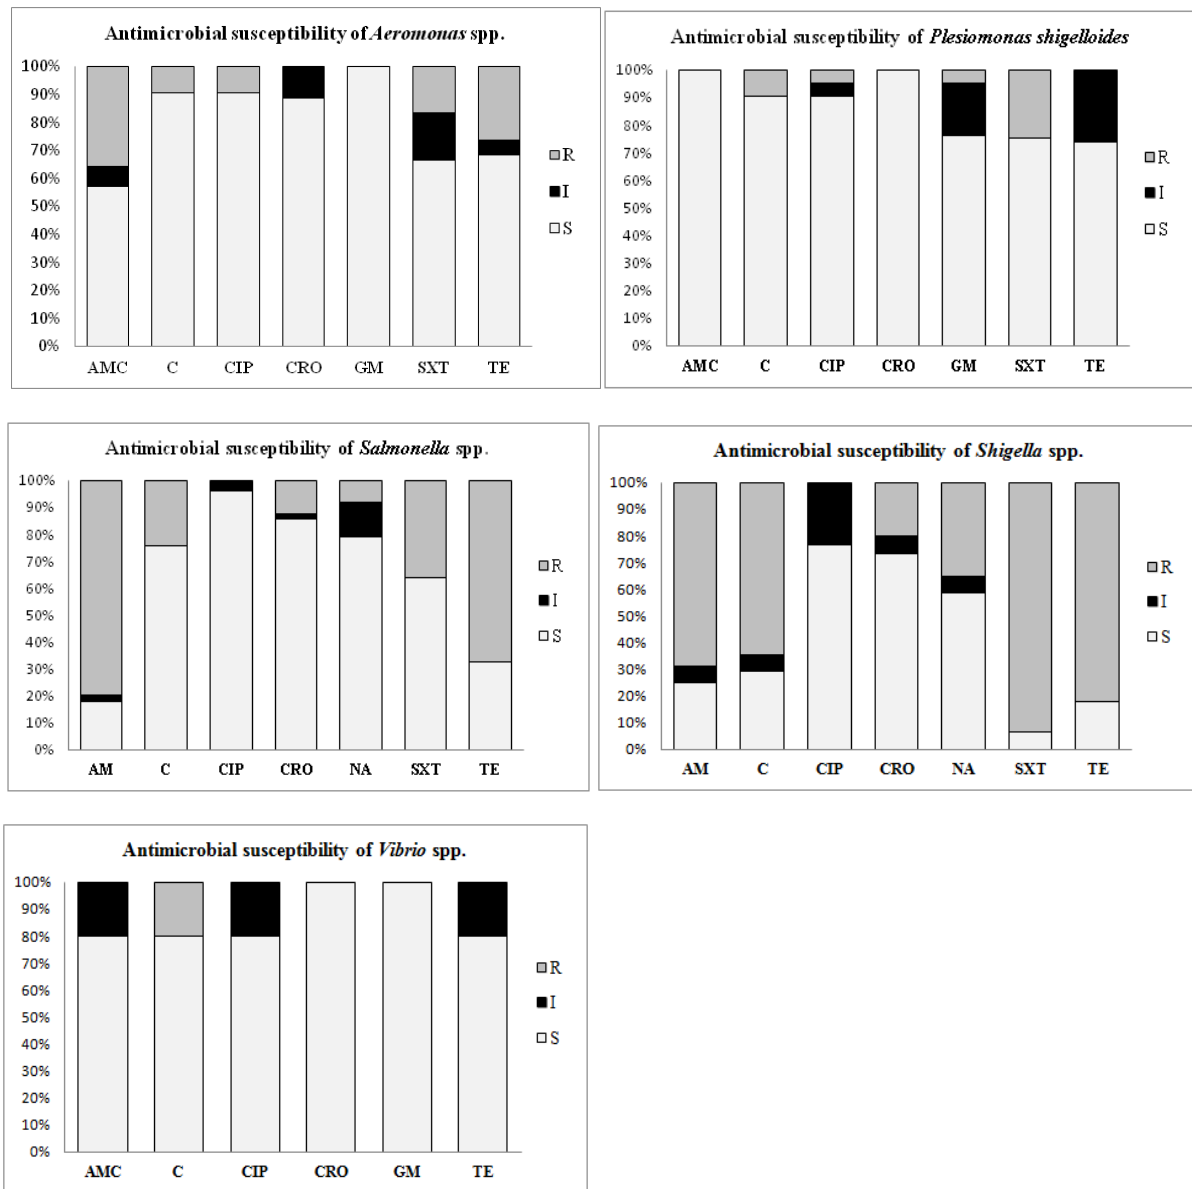 Antimicrobial susceptibility of Aeromonas spp.
100%
90%
80%
70%
60%
50%
40%
30%
20%
10%
0%
AMC C CIP CRO GM SXT TE
R
I
S
Antimicrobial susceptibility of Plesiomonas shigelloides
100%
90%
80%
70%
60%
50%
40%
30%
20%
10%
0%
AMC C CIP CRO GM SXT TE
R
I
S
Antimicrobial susceptibility of Salmonella spp.
100%
90%
80%
70%
60%
50%
40%
30%
20%
10%
0%
AM C CIP CRO NA SXT TE
R
I
S
Antimicrobial susceptibility of Shigella spp.
100%
90%
80%
70%
60%
50%
40%
30%
20%
10%
0%
AM C CIP CRO NA SXT TE
R
I
S
Antimicrobial susceptibility of Vibrio spp.
100%
90%
80%
70%
60%
50%
40%
30%
20%
10%
0%
AMC C CIP CRO GM TE
R
I
S